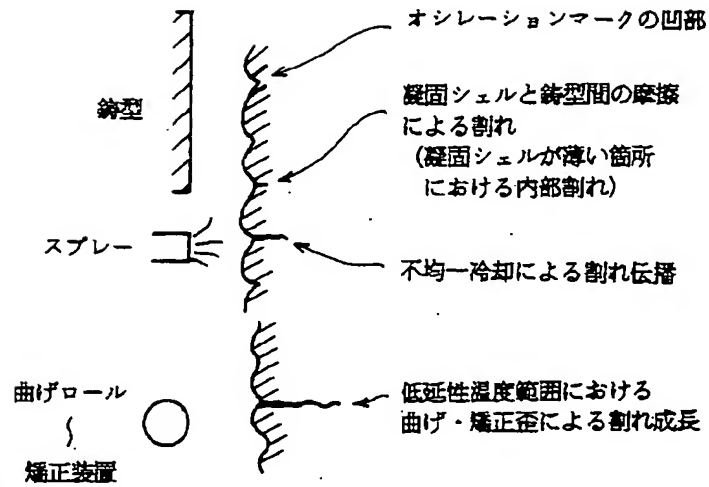 オシレーションマークの凹部
鋳型
凝固シェルと鋳型間の摩擦
による割れ
(凝固シェルが薄い箇所
における内部割れ)
スプレー
不均一冷却による割れ伝播
曲げロール
〜
矯正装置
低延性温度範囲における
曲げ・矯正歪による割れ成長